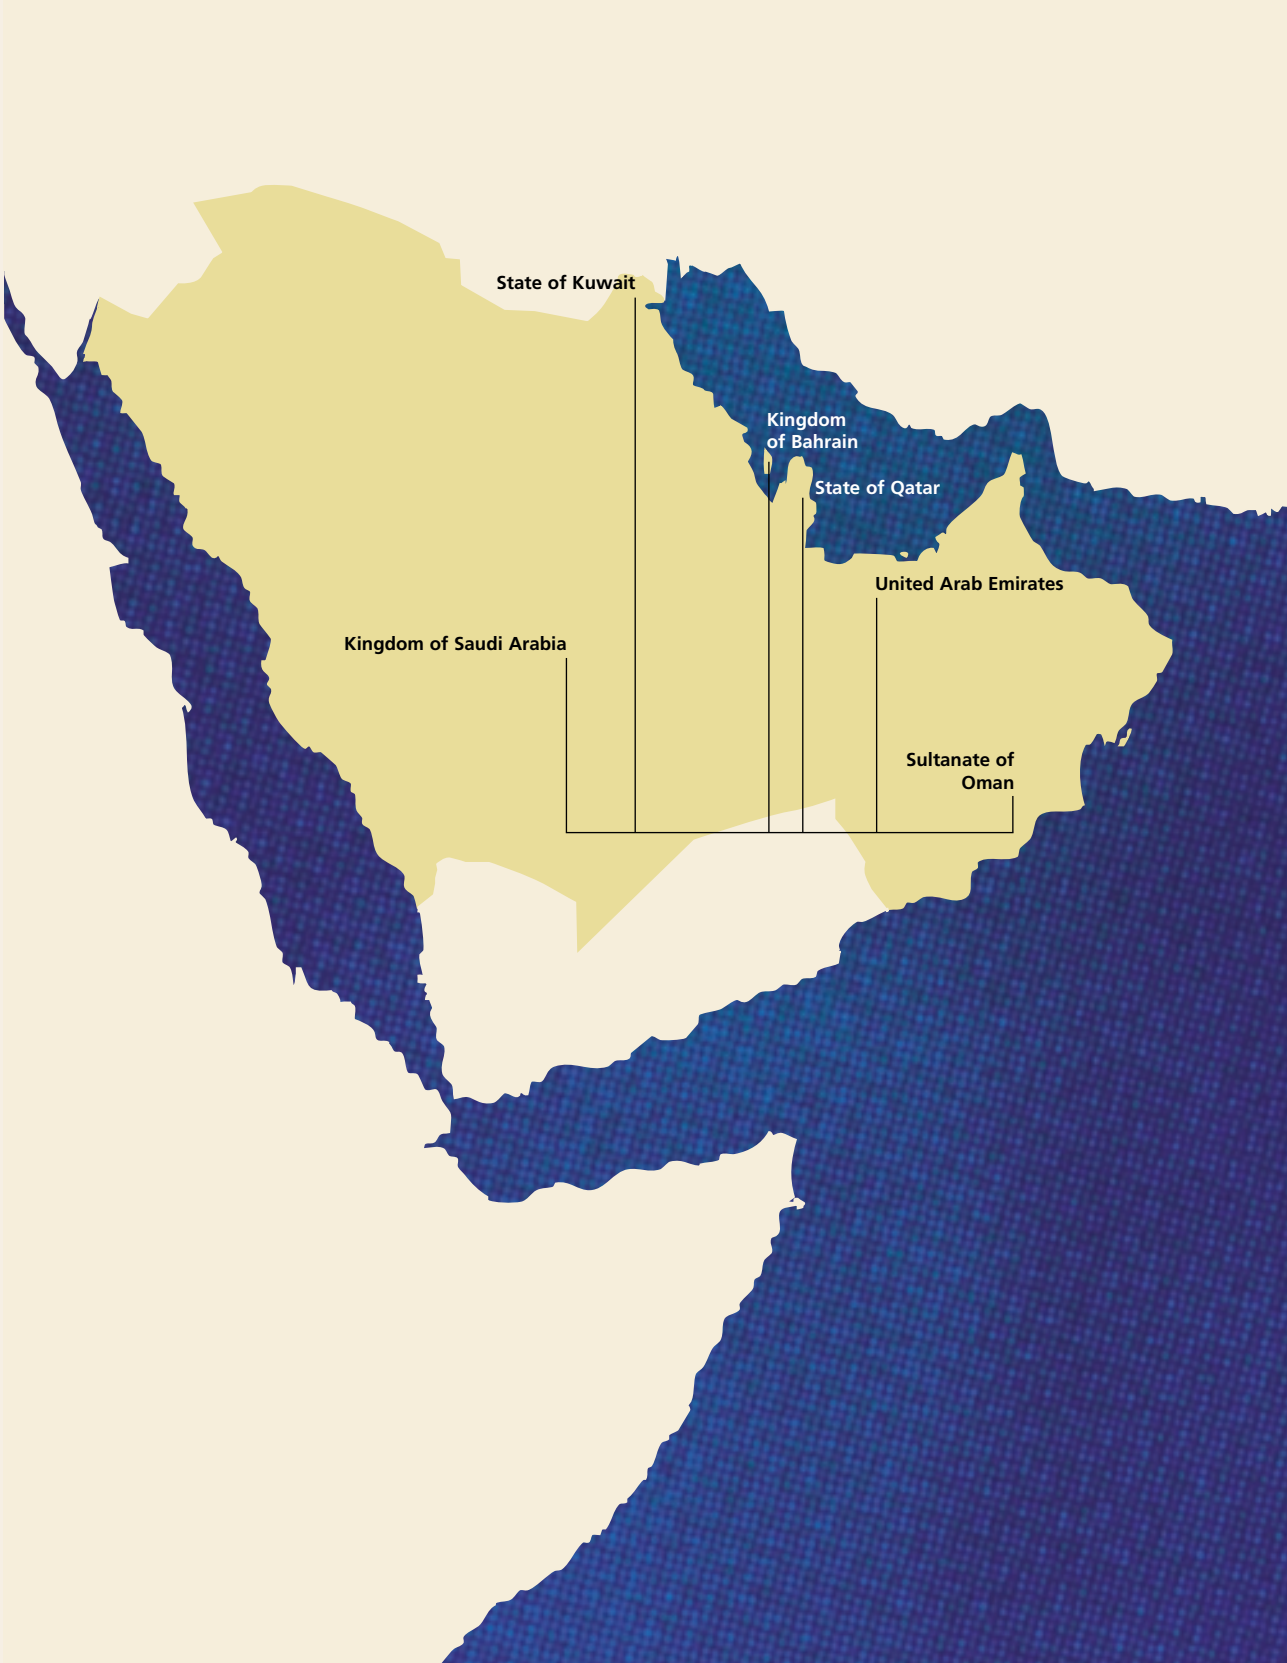 State of Kuwait
Kingdom
of Bahrain
State of Qatar
United Arab Emirates
Kingdom of Saudi Arabia
Sultanate of
Oman